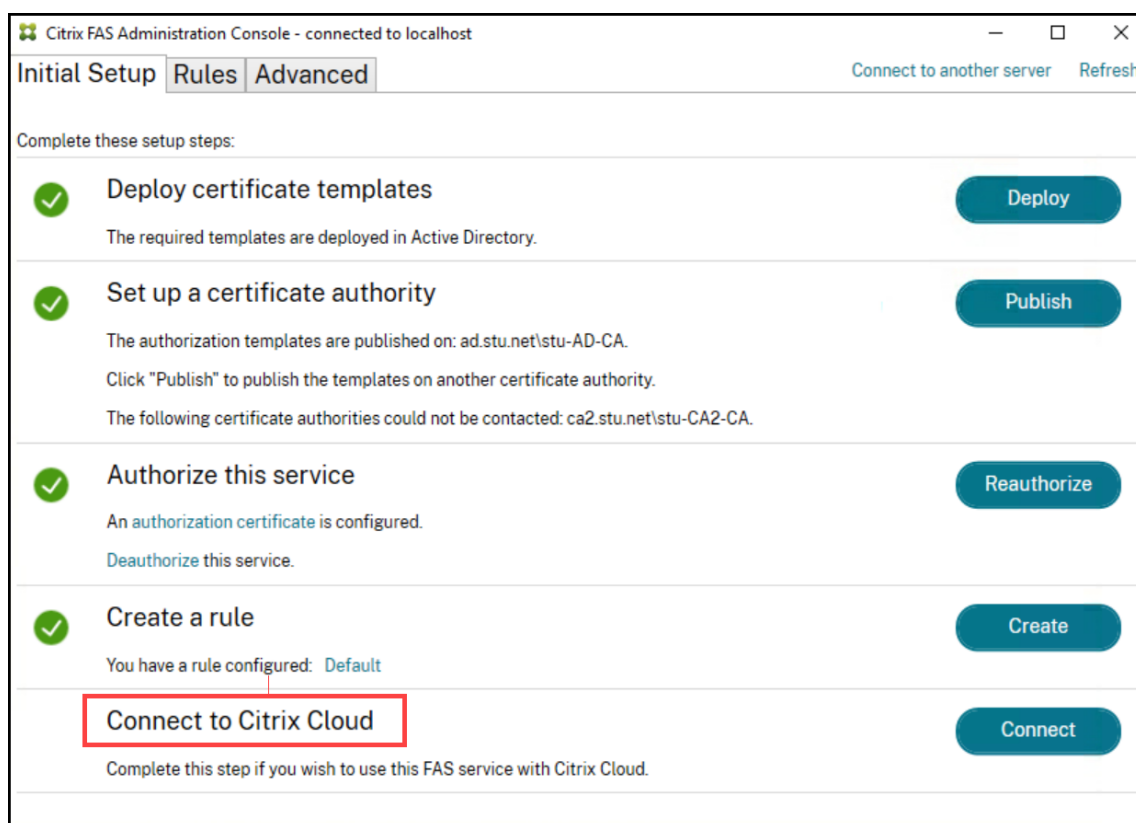 Citrix FAS Administration Console - connected to localhost
Initial Setup Rules Advanced Connect to another server Refresh
Complete these setup steps:
Deploy certificate templates Deploy
The required templates are deployed in Active Directory.
Set up a certificate authority Publish
The authorization templates are published on: ad.stu.net\stu-AD-CA.
Click "Publish" to publish the templates on another certificate authority.
The following certificate authorities could not be contacted: ca2.stu.net\stu-CA2-CA.
Authorize this service Reauthorize
An authorization certificate is configured.
Deauthorize this service.
Create a rule Create
You have a rule configured: Default
Connect to Citrix Cloud Connect
Complete this step if you wish to use this FAS service with Citrix Cloud.